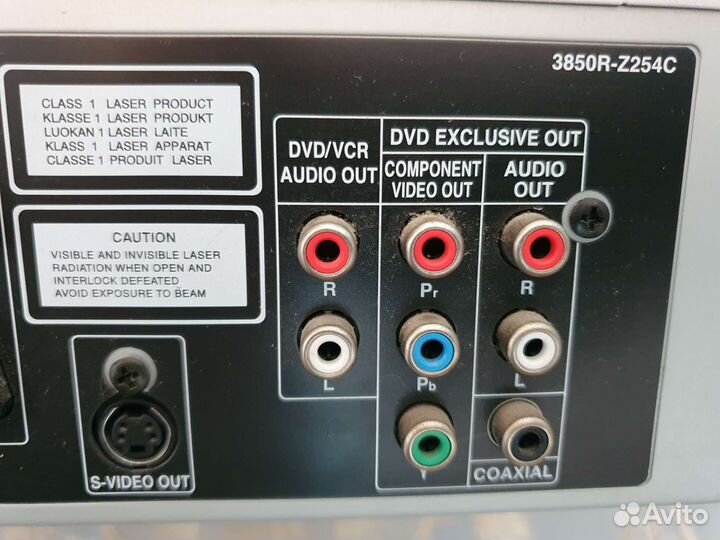 3850R-Z254C
CLASS 1 LASER PRODUCT
KLASSE 1 LASER PRODUKT
LUOKAN 1 LASER LAITE
KLASS 1 LASER APPARAT
CLASSE 1 PRODUIT LASER
CAUTION
VISIBLE AND INVISIBLE LASER
RADIATION WHEN OPEN AND
INTERLOCK DEFEATED
AVOID EXPOSURE TO BEAM
S-VIDEO OUT
DVD/VCR
AUDIO OUT
R
L
DVD EXCLUSIVE OUT
COMPONENT
VIDEO OUT
Pr
Pb
Y
AUDIO
OUT
R
L
COAXIAL
Avito